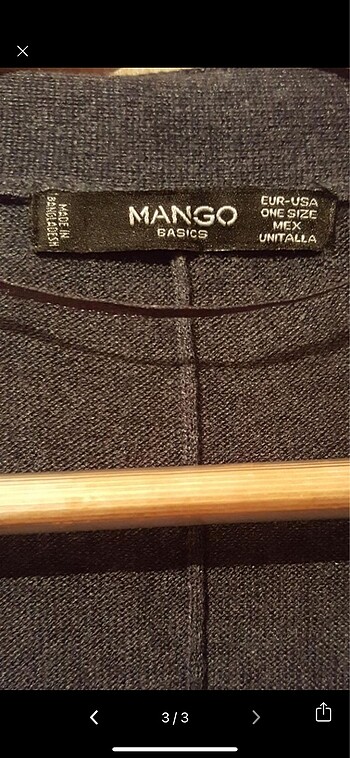 MADE IN
BANGLADESH
MANGO
BASICS
EUR-USA
ONE SIZE
MEX
UNITALLA
3/3